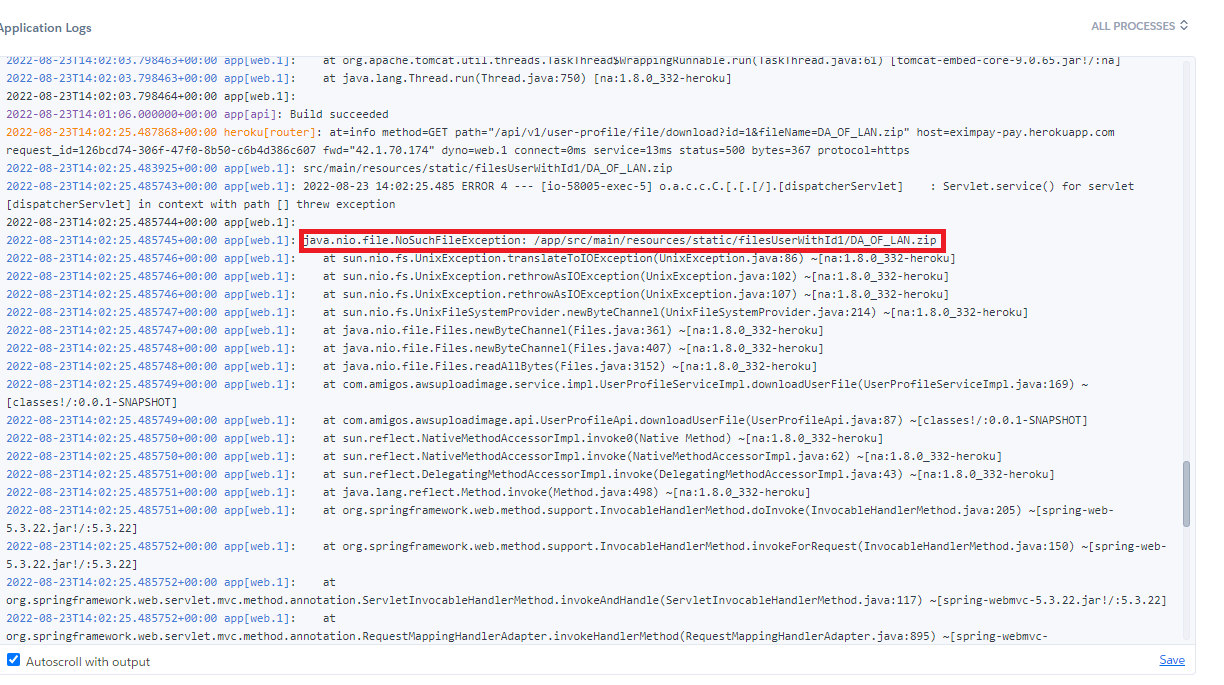 Application Logs
ALL PROCESSES
2022-08-23T14:02:03.798463+00:00 app[web.1]: at org.apache.tomcat.util.threads.TaskThread$WrappingRunnable.run(TaskThread.java:61) [tomcat-embed-core-9.0.65.jar!/:na]
2022-08-23T14:02:03.798463+00:00 app[web.1]: at java.lang.Thread.run(Thread.java:750) [na:1.8.0_332-heroku]
2022-08-23T14:02:03.798464+00:00 app[web.1]:
2022-08-23T14:01:06.000000+00:00 app[api]: Build succeeded
2022-08-23T14:02:25.487868+00:00 heroku[router]: at=info method=GET path="/api/v1/user-profile/file/download?id=1&fileName=DA_OF_LAN.zip" host=eximpay-pay.herokuapp.com
request_id=126bcd74-306f-47f0-8b50-c6b4d386c607 fwd="42.1.70.174" dyno=web.1 connect=0ms service=13ms status=500 bytes=367 protocol=https
2022-08-23T14:02:25.483925+00:00 app[web.1]: src/main/resources/static/filesUserWithId1/DA_OF_LAN.zip
2022-08-23T14:02:25.485743+00:00 app[web.1]: 2022-08-23 14:02:25.485 ERROR 4 --- [io-58005-exec-5] o.a.c.c.C.[.[.[/].[dispatcherServlet] : Servlet.service() for servlet
[dispatcherServlet] in context with path [] threw exception
2022-08-23T14:02:25.485744+00:00 app[web.1]:
2022-08-23T14:02:25.485745+00:00 app[web.1]: java.nio.file.NoSuchFileException: /app/src/main/resources/static/filesUserWithId1/DA_OF_LAN.zip
2022-08-23T14:02:25.485746+00:00 app[web.1]: at sun.nio.fs.UnixException.translateToIOException(UnixException.java:86) ~[na:1.8.0_332-heroku]
2022-08-23T14:02:25.485746+00:00 app[web.1]: at sun.nio.fs.UnixException.rethrowAsIOException(UnixException.java:102) ~[na:1.8.0_332-heroku]
2022-08-23T14:02:25.485746+00:00 app[web.1]: at sun.nio.fs.UnixException.rethrowAsIOException(UnixException.java:107) ~[na:1.8.0_332-heroku]
2022-08-23T14:02:25.485747+00:00 app[web.1]: at sun.nio.fs.UnixFileSystemProvider.newByteChannel(UnixFileSystemProvider.java:214) ~[na:1.8.0_332-heroku]
2022-08-23T14:02:25.485747+00:00 app[web.1]: at java.nio.file.Files.newByteChannel(Files.java:361) ~[na:1.8.0_332-heroku]
2022-08-23T14:02:25.485748+00:00 app[web.1]: at java.nio.file.Files.newByteChannel(Files.java:407) ~[na:1.8.0_332-heroku]
2022-08-23T14:02:25.485748+00:00 app[web.1]: at java.nio.file.Files.readAllBytes(Files.java:3152) ~[na:1.8.0_332-heroku]
2022-08-23T14:02:25.485749+00:00 app[web.1]: at com.amigos.awsuploadimage.service.impl.UserProfileServiceImpl.downloadUserFile(UserProfileServiceImpl.java:169) ~
[classes!/:0.0.1-SNAPSHOT]
2022-08-23T14:02:25.485749+00:00 app[web.1]: at com.amigos.awsuploadimage.api.UserProfileApi.downloadUserFile(UserProfileApi.java:87) ~[classes!/:0.0.1-SNAPSHOT]
2022-08-23T14:02:25.485750+00:00 app[web.1]: at sun.reflect.NativeMethodAccessorImpl.invoke0(Native Method) ~[na:1.8.0_332-heroku]
2022-08-23T14:02:25.485750+00:00 app[web.1]: at sun.reflect.NativeMethodAccessorImpl.invoke(NativeMethodAccessorImpl.java:62) ~[na:1.8.0_332-heroku]
2022-08-23T14:02:25.485751+00:00 app[web.1]: at sun.reflect.DelegatingMethodAccessorImpl.invoke(DelegatingMethodAccessorImpl.java:43) ~[na:1.8.0_332-heroku]
2022-08-23T14:02:25.485751+00:00 app[web.1]: at java.lang.reflect.Method.invoke(Method.java:498) ~[na:1.8.0_332-heroku]
2022-08-23T14:02:25.485751+00:00 app[web.1]: at org.springframework.web.method.support.InvocableHandlerMethod.doInvoke(InvocableHandlerMethod.java:205) ~[spring-web-
5.3.22.jar!/:5.3.22]
2022-08-23T14:02:25.485752+00:00 app[web.1]: at org.springframework.web.method.support.InvocableHandlerMethod.invokeForRequest(InvocableHandlerMethod.java:150) ~[spring-web-
5.3.22.jar!/:5.3.22]
2022-08-23T14:02:25.485752+00:00 app[web.1]: at
org.springframework.web.servlet.mvc.method.annotation.ServletInvocableHandlerMethod.invokeAndHandle(ServletInvocableHandlerMethod.java:117) ~[spring-webmvc-5.3.22.jar!/:5.3.22]
2022-08-23T14:02:25.485752+00:00 app[web.1]: at
org.springframework.web.servlet.mvc.method.annotation.RequestMappingHandlerAdapter.invokeHandlerMethod(RequestMappingHandlerAdapter.java:895) ~[spring-webmvc-
Autoscroll with output
Save